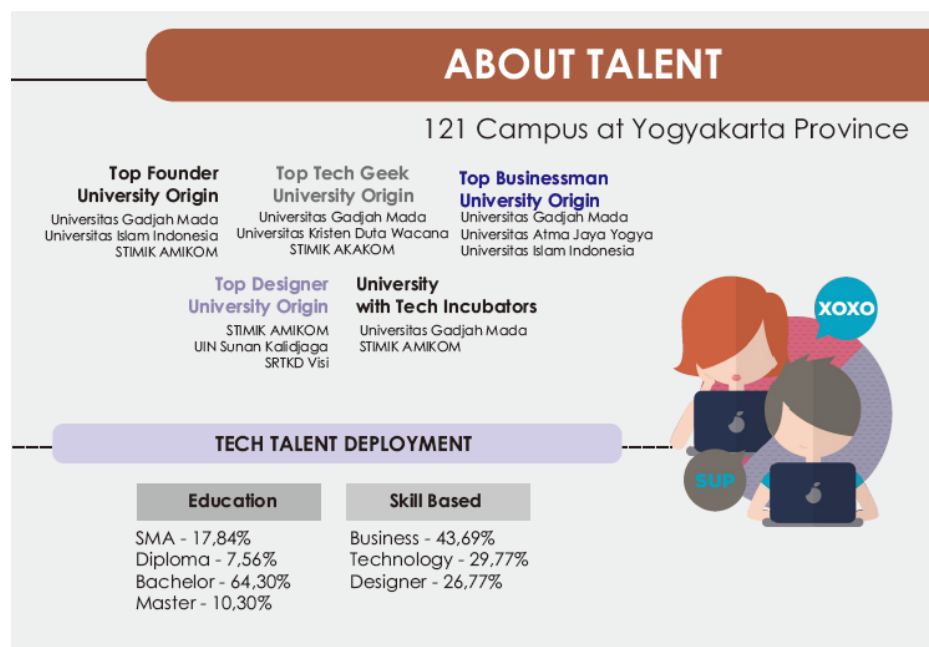 ABOUT TALENT
121 Campus at Yogyakarta Province
Top Founder
University Origin
Universitas Gadjah Mada
Universitas Islam Indonesia
STIMIK AMIKOM
Top Tech Geek
University Origin
Universitas Gadjah Mada
Universitas Kristen Duta Wacana
STIMIK AKAKOM
Top Businessman
University Origin
Universitas Gadjah Mada
Universitas Atma Jaya Yogya
Universitas Islam Indonesia
Top Designer
University Origin
STIMIK AMIKOM
UIN Sunan Kalidjaga
SRTKD Visi
University
with Tech Incubators
Universitas Gadjah Mada
STIMIK AMIKOM
XOXO
SUP
TECH TALENT DEPLOYMENT
Education
SMA - 17,84%
Diploma - 7,56%
Bachelor - 64,30%
Master - 10,30%
Skill Based
Business - 43,69%
Technology - 29,77%
Designer - 26,77%